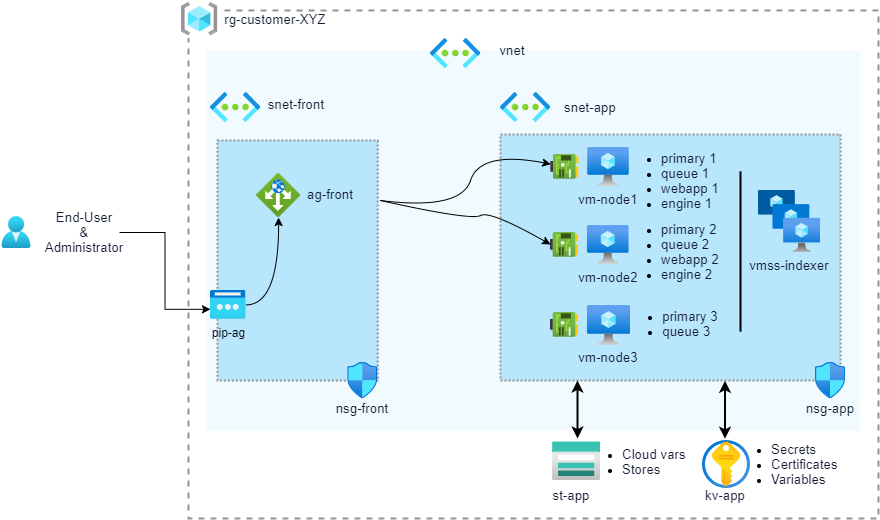 rg-customer-XYZ
vnet
snet-front
snet-app
End-User
&
Administrator
pip-ag
ag-front
nsg-front
vm-node1
primary 1
queue 1
webapp 1
engine 1
vm-node2
primary 2
queue 2
webapp 2
engine 2
vm-node3
primary 3
queue 3
vmss-indexer
nsg-app
st-app
Cloud vars
Stores
kv-app
Secrets
Certificates
Variables